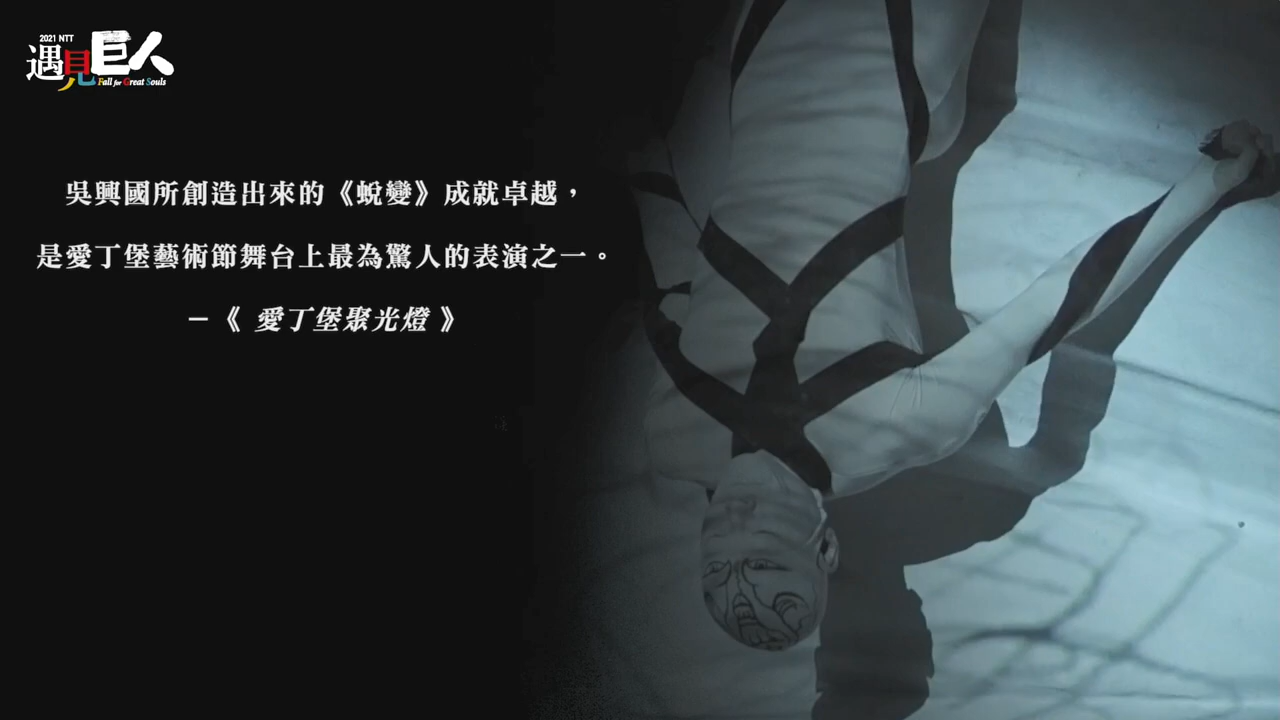 2021 NTT
遇見巨人
Fall for Great Souls
吳興國所創造出來的《蛻變》成就卓越，
是愛丁堡藝術節舞台上最為驚人的表演之一。
－《 愛丁堡聚光燈 》